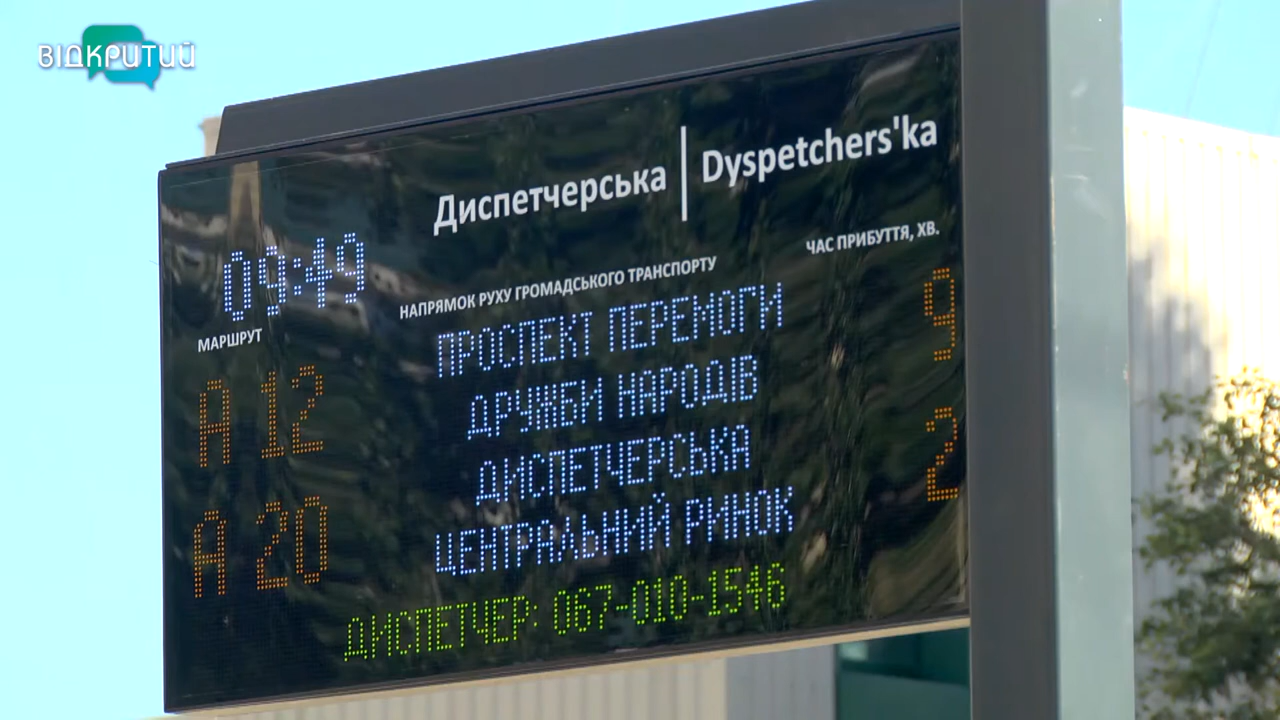 ВІДКРИТИЙ
Диспетчерська | Dyspetchers'ka
09:49
МАРШРУТ
НАПРЯМОК РУХУ ГРОМАДСЬКОГО ТРАНСПОРТУ
ЧАС ПРИБУТТЯ, ХВ.
А 12
ПРОСПЕКТ ПЕРЕМОГИ
ДРУЖБИ НАРОДІВ
9
А 20
ДИСПЕТЧЕРСЬКА
ЦЕНТРАЛЬНИЙ РИНОК
2
ДИСПЕТЧЕР: 067-010-1546